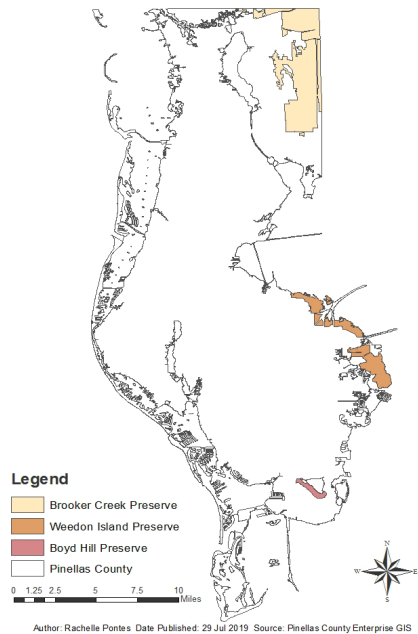 Legend
Brooker Creek Preserve
Weedon Island Preserve
Boyd Hill Preserve
Pinellas County
0 1.25 2.5 5 7.5 10 Miles
N
W E
S
Author: Rachelle Pontes Date Published: 29 Jul 2019 Source: Pinellas County Enterprise GIS